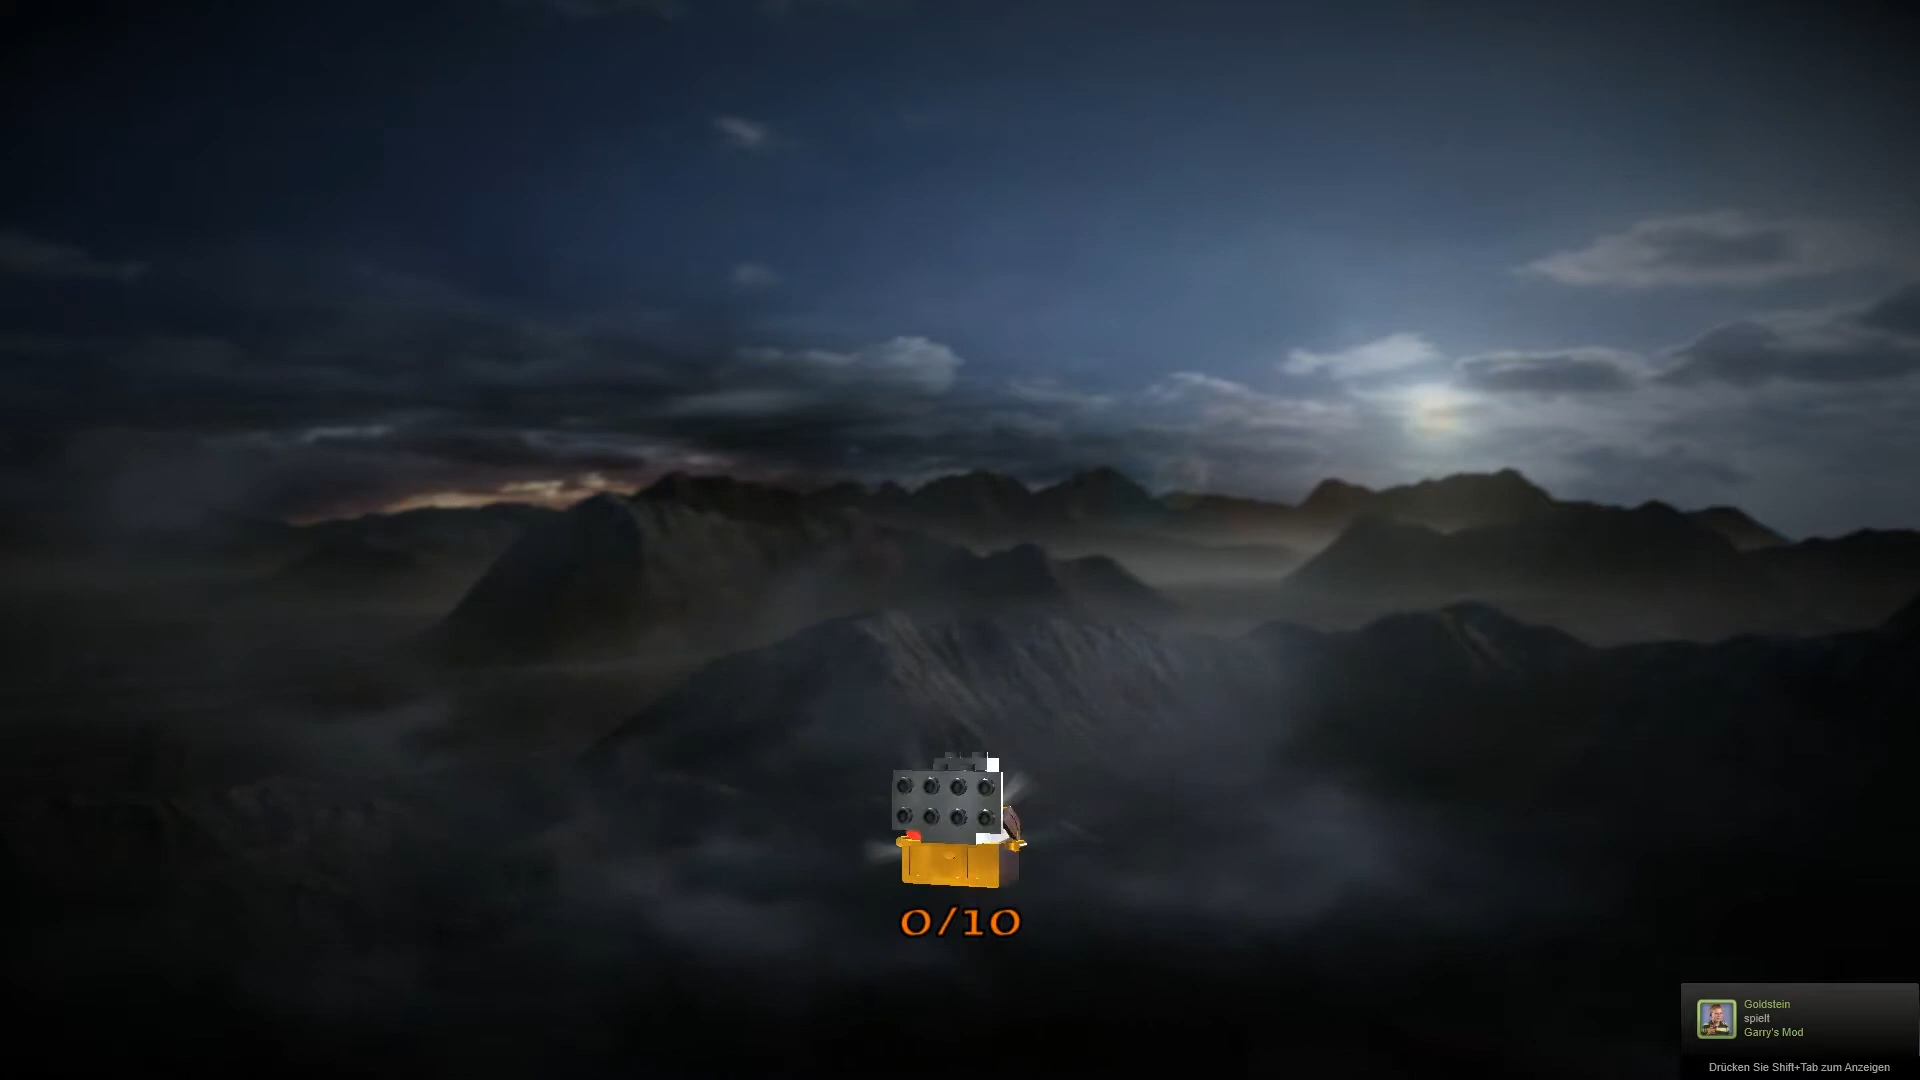 0/10
Goldstein
spielt
Garry's Mod
Drücken Sie Shift+Tab zum Anzeigen